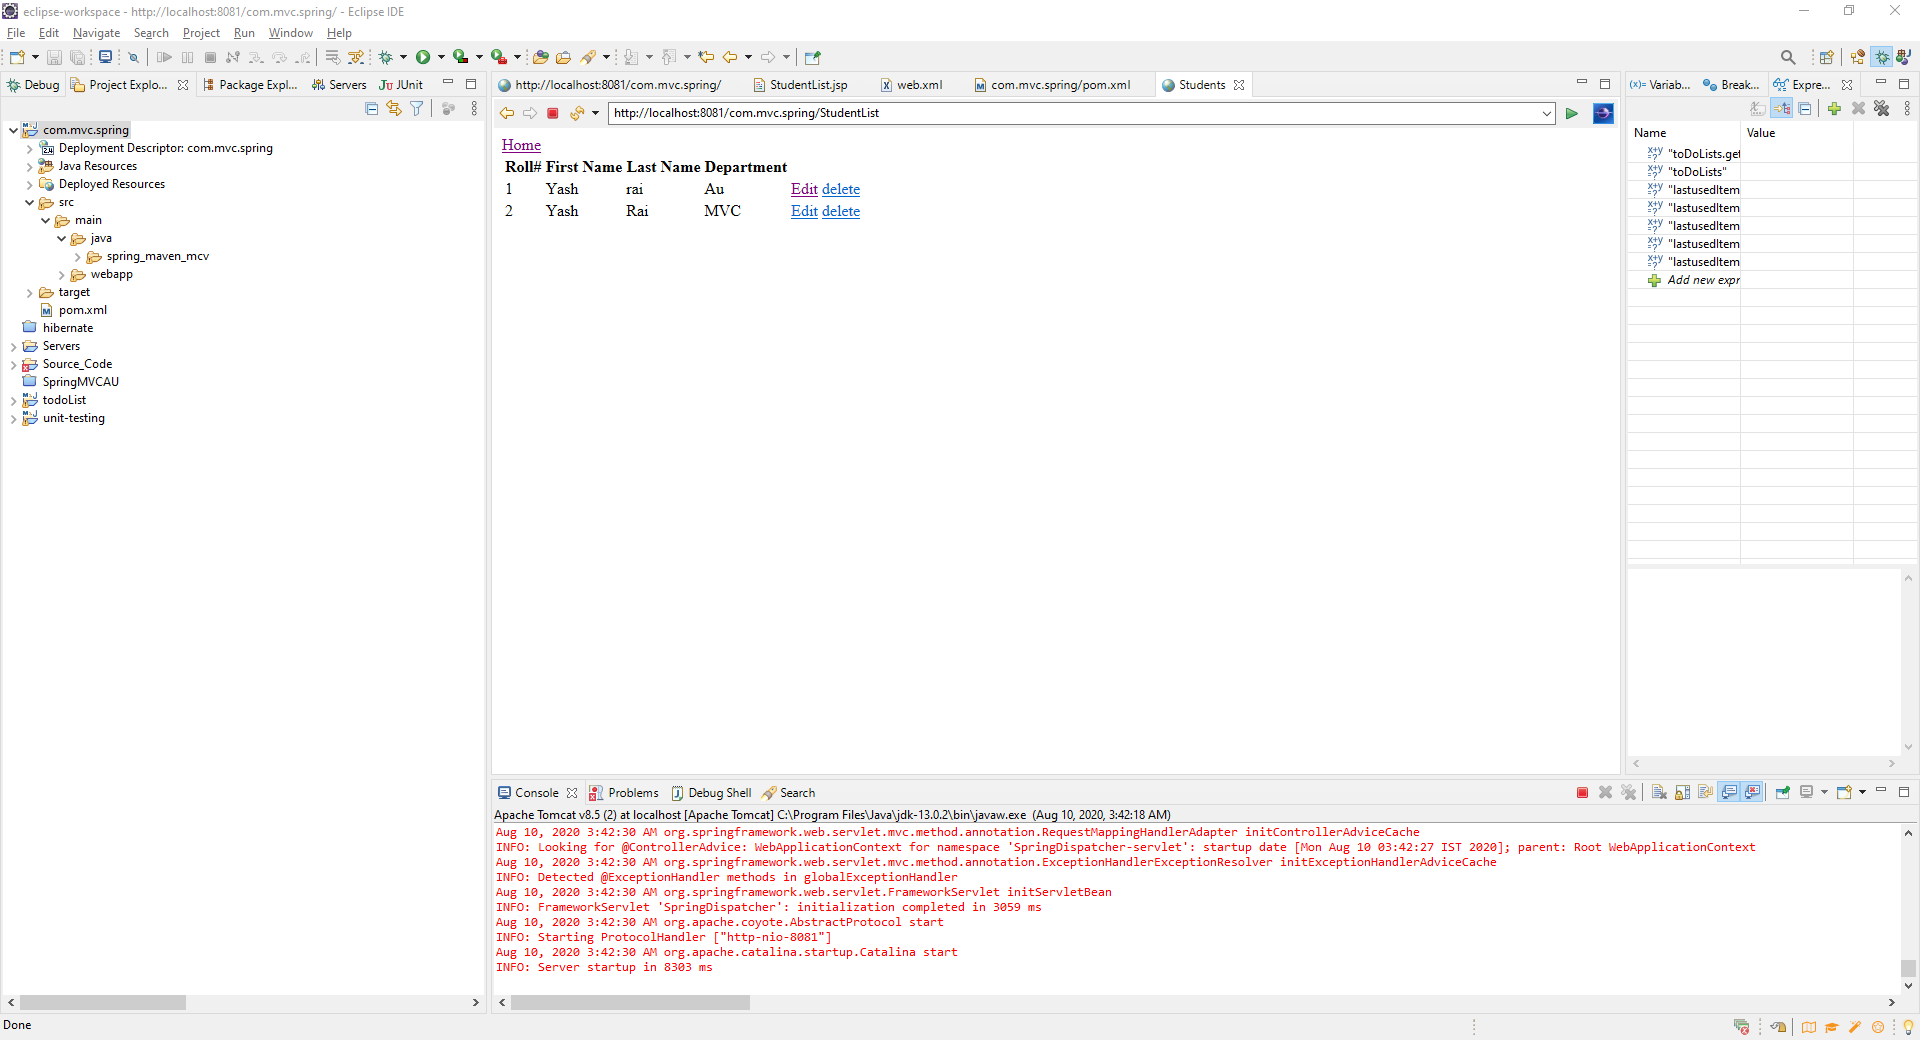 eclipse-workspace - http://localhost:8081/com.mvc.spring/ - Eclipse IDE
File Edit Navigate Search Project Run Window Help
Debug Project Explo... Package Expl... Servers JUnit
com.mvc.spring
Deployment Descriptor: com.mvc.spring
Java Resources
Deployed Resources
src
main
java
spring_maven_mcv
webapp
target
pom.xml
hibernate
Servers
Source_Code
SpringMVCAU
todoList
unit-testing
http://localhost:8081/com.mvc.spring/ StudentList.jsp web.xml com.mvc.spring/pom.xml Students
http://localhost:8081/com.mvc.spring/StudentList
Home
Roll# First Name Last Name Department
1 Yash rai Au Edit delete
2 Yash Rai MVC Edit delete
(x)= Variab... Break... Expre...
Name Value
"toDoLists.get
"toDoLists"
"lastusedItem
"lastusedItem
"lastusedItem
"lastusedItem
"lastusedItem
Add new expr
Console Problems Debug Shell Search
Apache Tomcat v8.5 (2) at localhost [Apache Tomcat] C:\Program Files\Java\jdk-13.0.2\bin\javaw.exe (Aug 10, 2020, 3:42:18 AM)
Aug 10, 2020 3:42:30 AM org.springframework.web.servlet.mvc.method.annotation.RequestMappingHandlerAdapter initControllerAdviceCache
INFO: Looking for @ControllerAdvice: WebApplicationContext for namespace 'SpringDispatcher-servlet': startup date [Mon Aug 10 03:42:27 IST 2020]; parent: Root WebApplicationContext
Aug 10, 2020 3:42:30 AM org.springframework.web.servlet.mvc.method.annotation.ExceptionHandlerExceptionResolver initExceptionHandlerAdviceCache
INFO: Detected @ExceptionHandler methods in globalExceptionHandler
Aug 10, 2020 3:42:30 AM org.springframework.web.servlet.FrameworkServlet initServletBean
INFO: FrameworkServlet 'SpringDispatcher': initialization completed in 3059 ms
Aug 10, 2020 3:42:30 AM org.apache.coyote.AbstractProtocol start
INFO: Starting ProtocolHandler ["http-nio-8081"]
Aug 10, 2020 3:42:30 AM org.apache.catalina.startup.Catalina start
INFO: Server startup in 8303 ms
Done